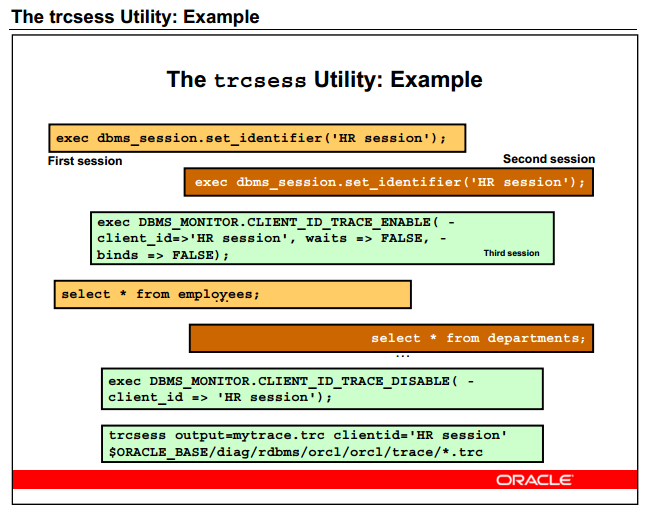 The trcsess Utility: Example
The trcsess Utility: Example
exec dbms_session.set_identifier('HR session');
First session
Second session
exec dbms_session.set_identifier('HR session');
exec DBMS_MONITOR.CLIENT_ID_TRACE_ENABLE( -
client_id=>'HR session', waits => FALSE, -
binds => FALSE);
Third session
select * from employees;
...
select * from departments;
...
exec DBMS_MONITOR.CLIENT_ID_TRACE_DISABLE( -
client_id => 'HR session');
trcsess output=mytrace.trc clientid='HR session'
$ORACLE_BASE/diag/rdbms/orcl/orcl/trace/*.trc
ORACLE